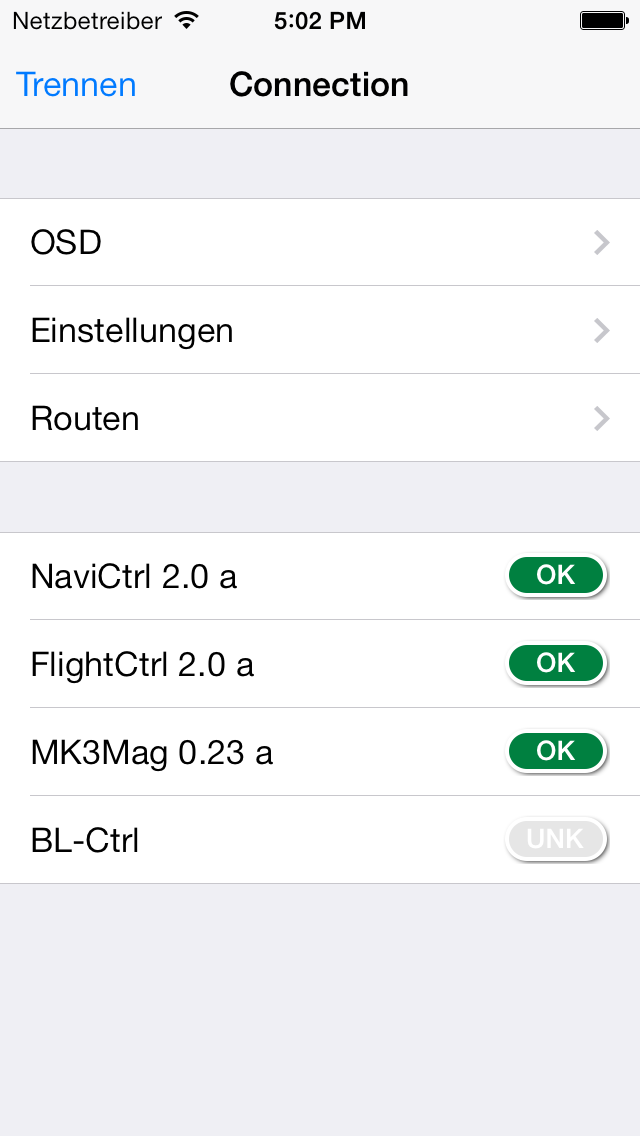 Netzbetreiber 5:02 PM
Trennen Connection
OSD
Einstellungen
Routen
NaviCtrl 2.0 a OK
FlightCtrl 2.0 a OK
MK3Mag 0.23 a OK
BL-Ctrl UNK